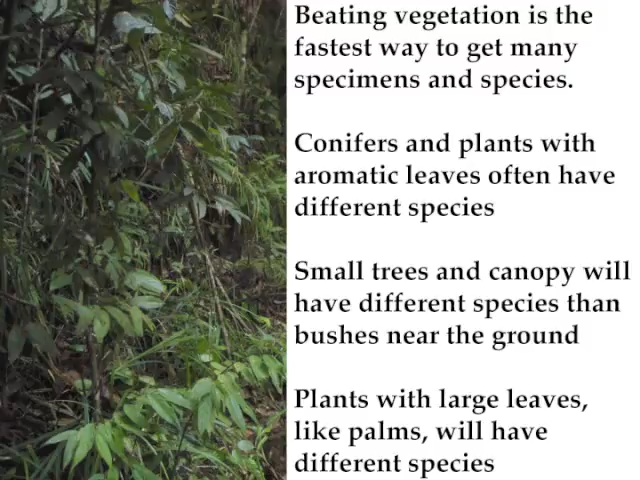 Beating vegetation is the
fastest way to get many
specimens and species.
Conifers and plants with
aromatic leaves often have
different species
Small trees and canopy will
have different species than
bushes near the ground
Plants with large leaves,
like palms, will have
different species